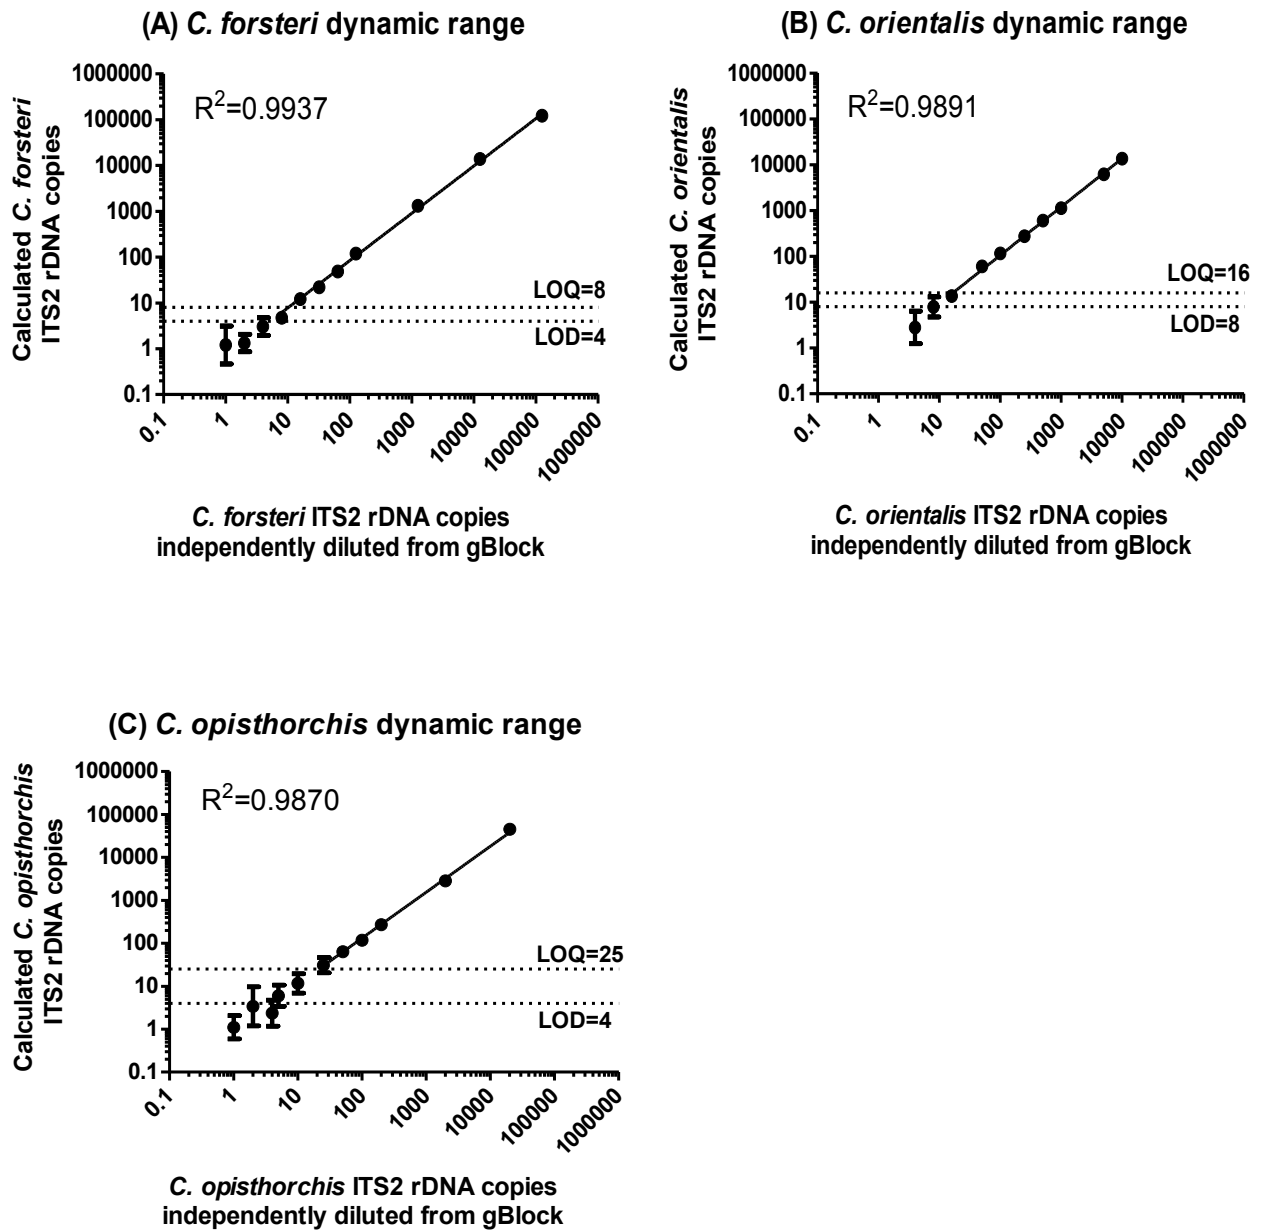 (A) C. forsteri dynamic range
Calculated C. forsteri
ITS2 rDNA copies
1000000
100000
10000
1000
100
10
1
0.1
R2=0.9937
LOQ=8
LOD=4
0.1
1
10
100
1000
10000
100000
1000000
C. forsteri ITS2 rDNA copies
independently diluted from gBlock
(B) C. orientalis dynamic range
Calculated C. orientalis
ITS2 rDNA copies
1000000
100000
10000
1000
100
10
1
0.1
R2=0.9891
LOQ=16
LOD=8
0.1
1
10
100
1000
10000
100000
1000000
C. orientalis ITS2 rDNA copies
independently diluted from gBlock
(C) C. opisthorchis dynamic range
Calculated C. opisthorchis
ITS2 rDNA copies
1000000
100000
10000
1000
100
10
1
0.1
R2=0.9870
LOQ=25
LOD=4
0.1
1
10
100
1000
10000
100000
1000000
C. opisthorchis ITS2 rDNA copies
independently diluted from gBlock